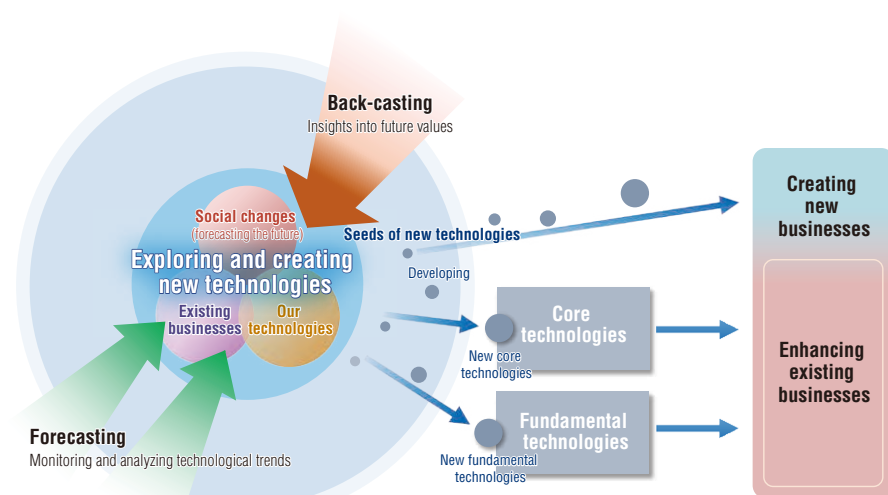 Back-casting
Insights into future values
Social changes
(forecasting the future)
Exploring and creating
new technologies
Existing
businesses
Our
technologies
Forecasting
Monitoring and analyzing technological trends
Seeds of new technologies
Developing
New core
technologies
Core
technologies
New fundamental
technologies
Fundamental
technologies
Creating
new
businesses
Enhancing
existing
businesses